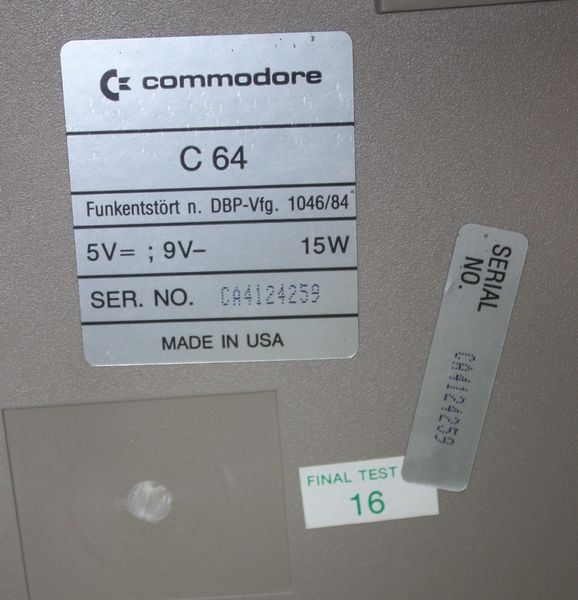 commodore
C 64
Funkentstört n. DBP-Vfg. 1046/84
5V= ; 9V~ 15W
SER. NO. CA4124259
MADE IN USA
SERIAL
NO.
CA4124259
FINAL TEST
16